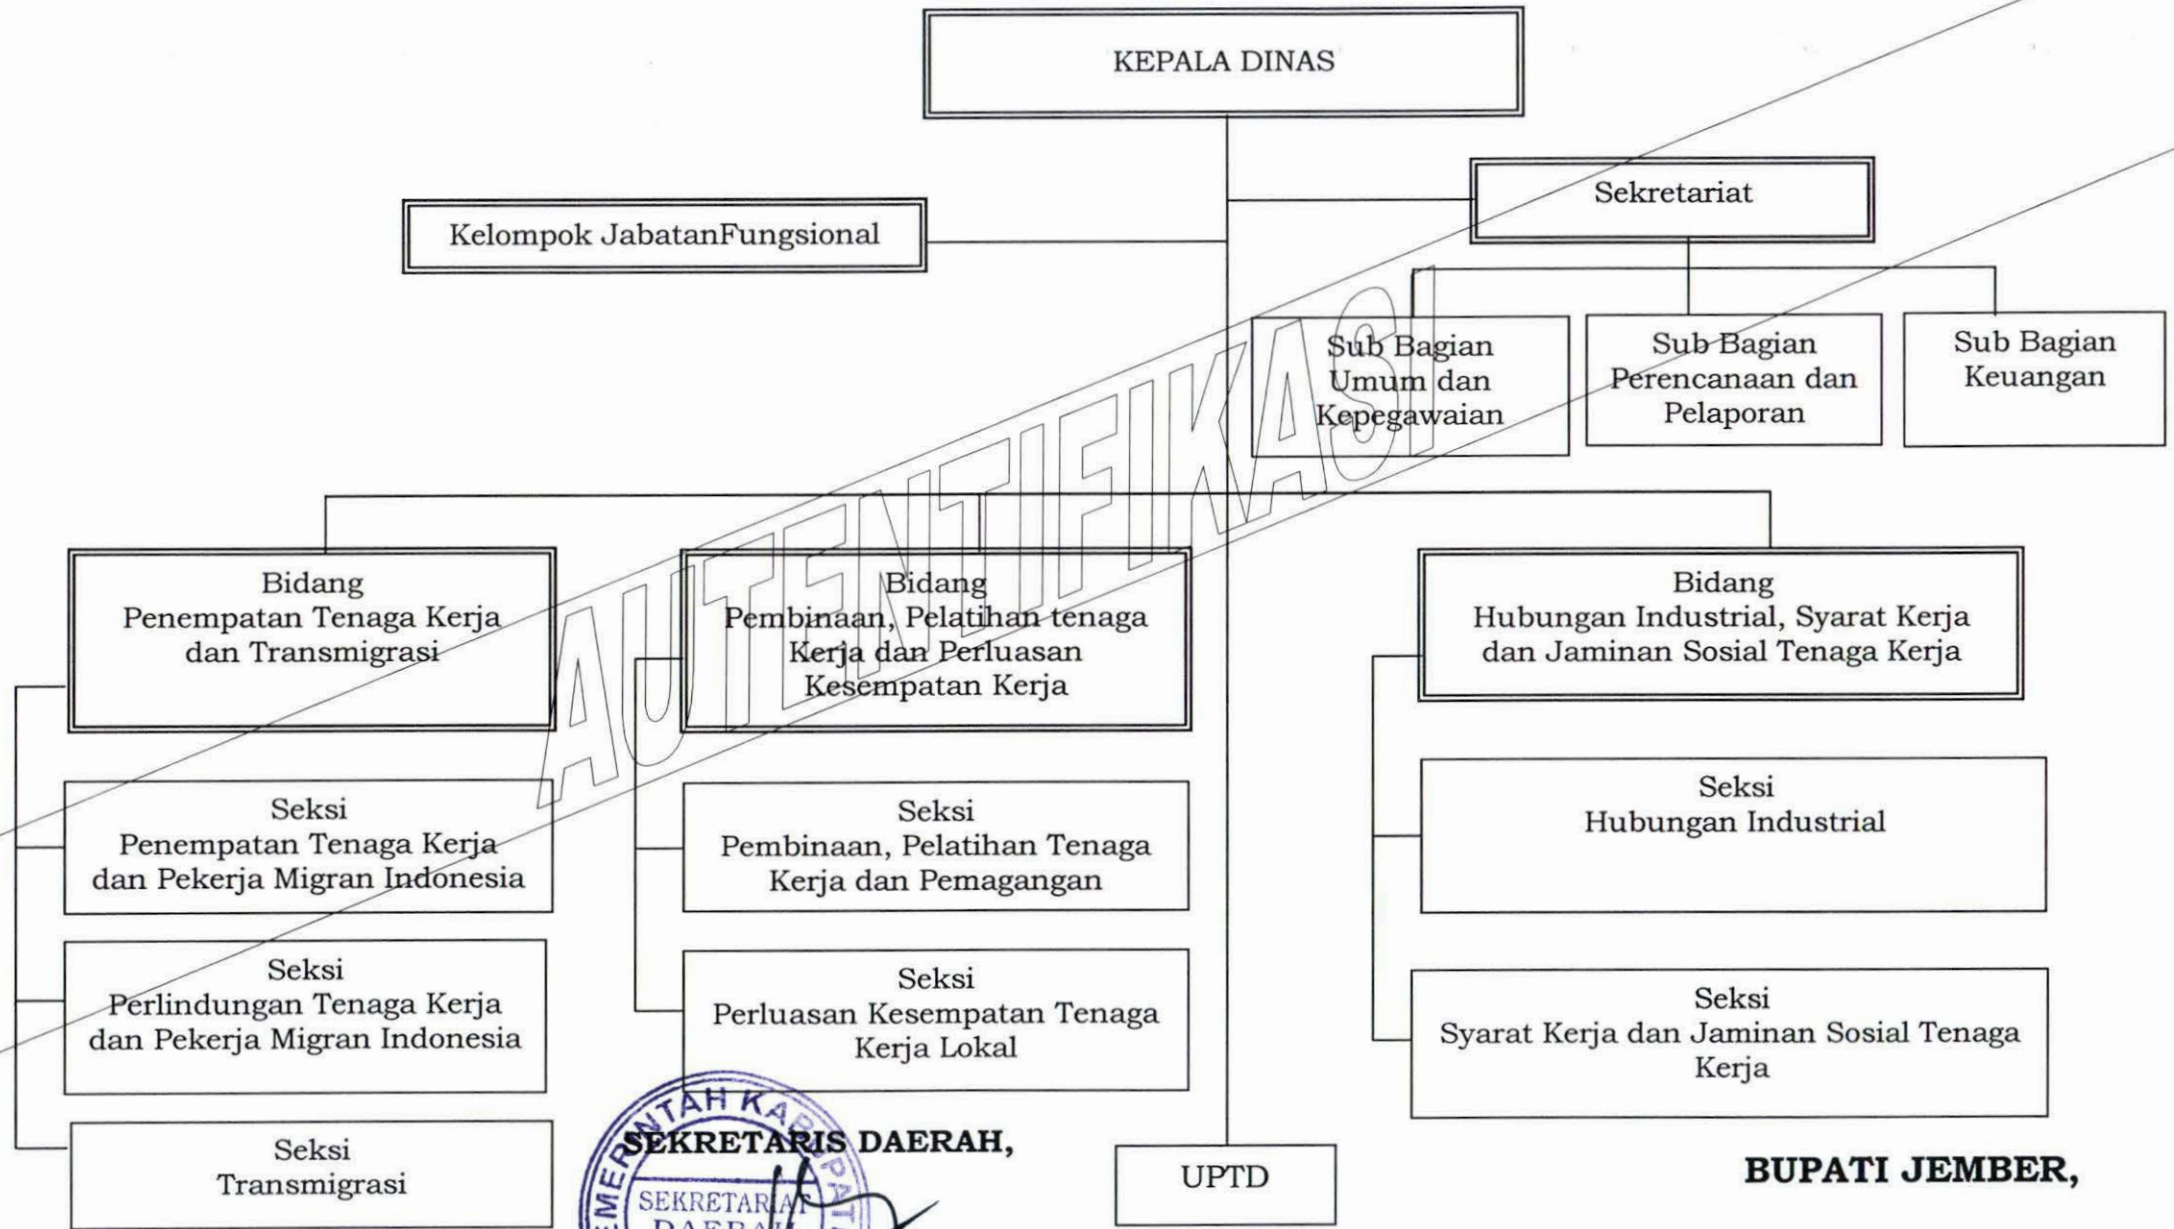 KEPALA DINAS
Sekretariat
Kelompok JabatanFungsional
Sub Bagian
Umum dan
Kepegawaian
Sub Bagian
Perencanaan dan
Pelaporan
Sub Bagian
Keuangan
AUTENTIFIKASI
Bidang
Penempatan Tenaga Kerja
dan Transmigrasi
Bidang
Pembinaan, Pelatihan tenaga
Kerja dan Perluasan
Kesempatan Kerja
Bidang
Hubungan Industrial, Syarat Kerja
dan Jaminan Sosial Tenaga Kerja
Seksi
Penempatan Tenaga Kerja
dan Pekerja Migran Indonesia
Seksi
Pembinaan, Pelatihan Tenaga
Kerja dan Pemagangan
Seksi
Hubungan Industrial
Seksi
Perlindungan Tenaga Kerja
dan Pekerja Migran Indonesia
Seksi
Perluasan Kesempatan Tenaga
Kerja Lokal
Seksi
Syarat Kerja dan Jaminan Sosial Tenaga
Kerja
Seksi
Transmigrasi
SEKRETARIS DAERAH,
SEKRETARIAT
DAERAH
UPTD
BUPATI JEMBER,